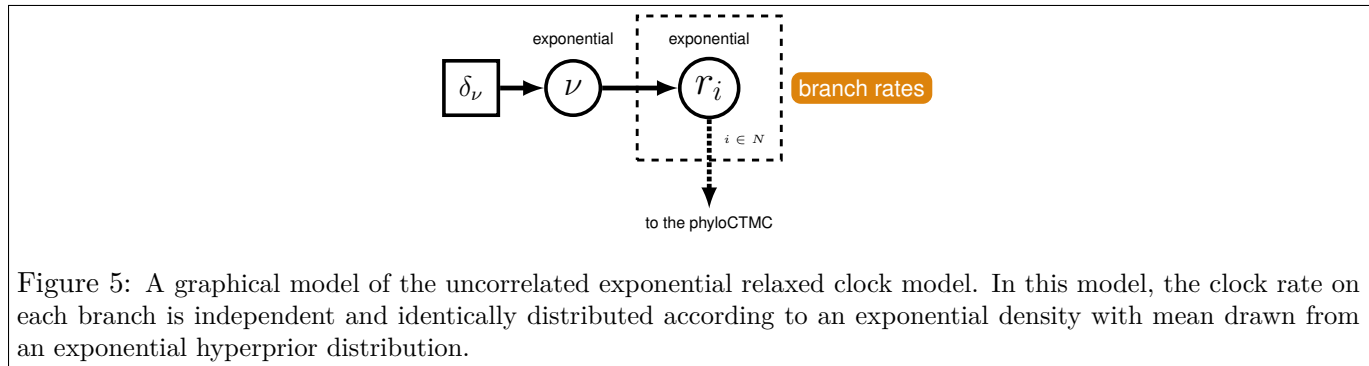 exponential exponential
δ_ν ν r_i branch rates
i ∈ N
to the phyloCTMC
Figure 5: A graphical model of the uncorrelated exponential relaxed clock model. In this model, the clock rate on
each branch is independent and identically distributed according to an exponential density with mean drawn from
an exponential hyperprior distribution.